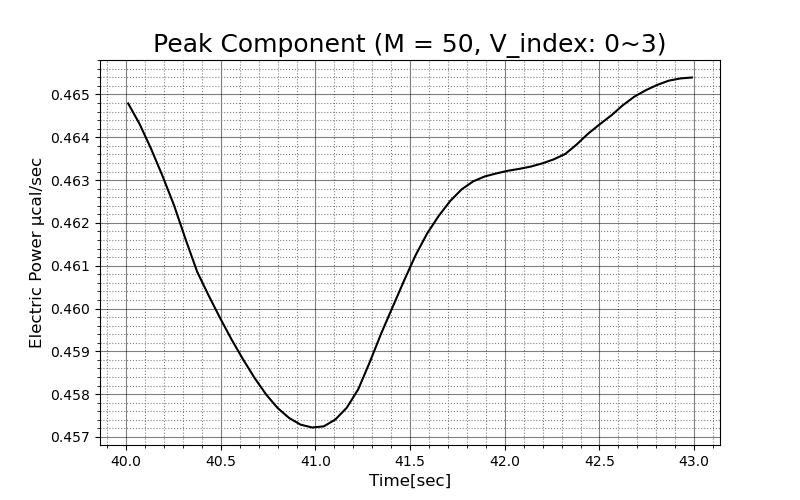 Peak Component (M = 50, V_index: 0~3)
Electric Power μcal/sec
0.465
0.464
0.463
0.462
0.461
0.460
0.459
0.458
0.457
40.0 40.5 41.0 41.5 42.0 42.5 43.0
Time[sec]